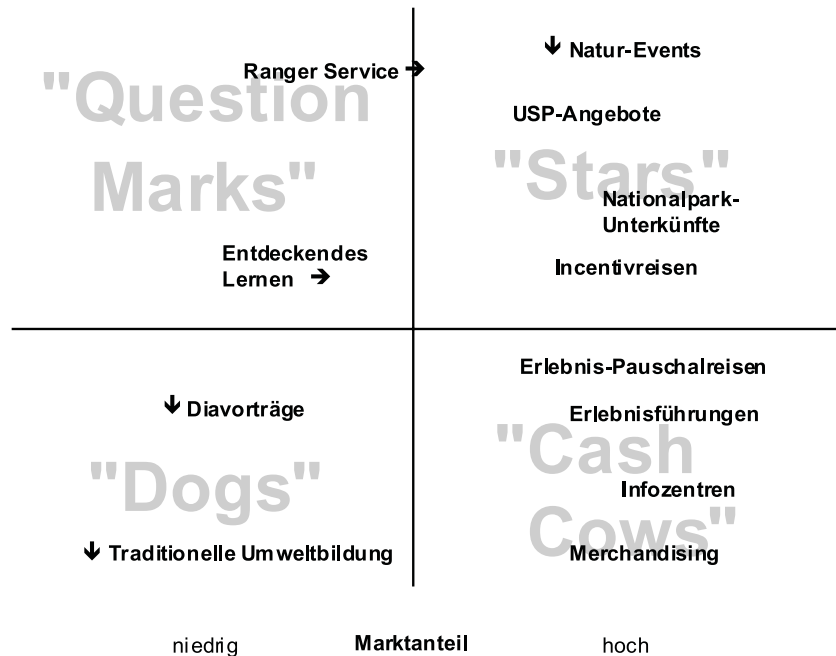 "Question
Marks"
Ranger Service ➔
Entdeckendes
Lernen ➔
🡻 Natur-Events
USP-Angebote
"Stars"
Nationalpark-
Unterkünfte
Incentivreisen
🡻 Diavorträge
"Dogs"
🡻 Traditionelle Umweltbildung
Erlebnis-Pauschalreisen
Erlebnisführungen
"Cash
Infozentren
Cows"
Merchandising
niedrig Marktanteil hoch